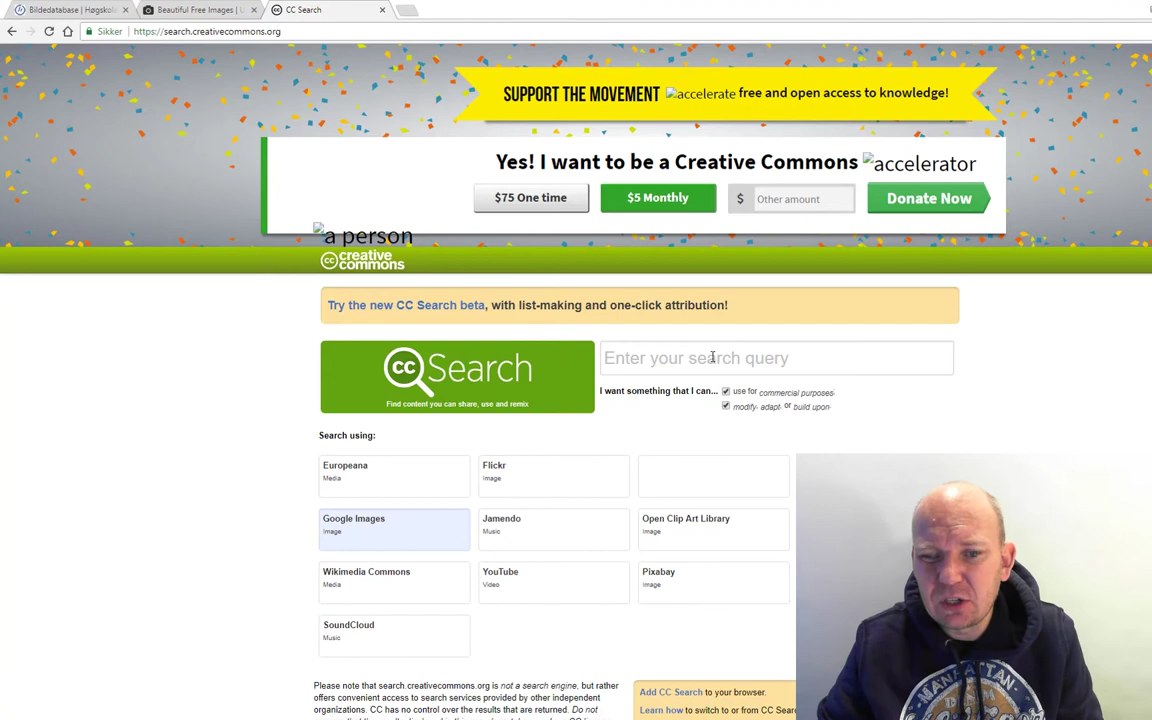 Bildedatabase | Høgskole
Beautiful Free Images | U
CC Search
Sikker
https://search.creativecommons.org
SUPPORT THE MOVEMENT accelerate free and open access to knowledge!
Yes! I want to be a Creative Commons accelerator
$75 One time
$5 Monthly
$ Other amount
Donate Now
a person
cc creative commons
Try the new CC Search beta, with list-making and one-click attribution!
cc Search
Find content you can share, use and remix
Enter your search query
I want something that I can... use for commercial purposes;
modify, adapt, or build upon.
Search using:
Europeana
Media
Flickr
Image
Google Images
Image
Jamendo
Music
Open Clip Art Library
Image
Wikimedia Commons
Media
YouTube
Video
Pixabay
Image
SoundCloud
Music
Please note that search.creativecommons.org is not a search engine, but rather
offers convenient access to search services provided by other independent
organizations. CC has no control over the results that are returned. Do not
Add CC Search to your browser.
Learn how to switch to or from CC Searc
MANHATTAN